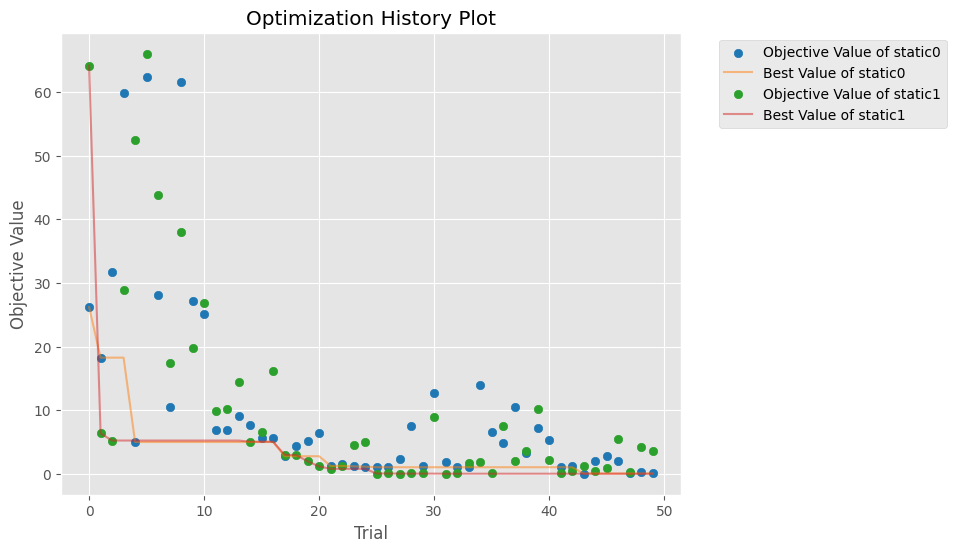 Optimization History Plot
Objective Value of static0
Best Value of static0
Objective Value of static1
Best Value of static1
Objective Value
60
50
40
30
20
10
0
0 10 20 30 40 50
Trial